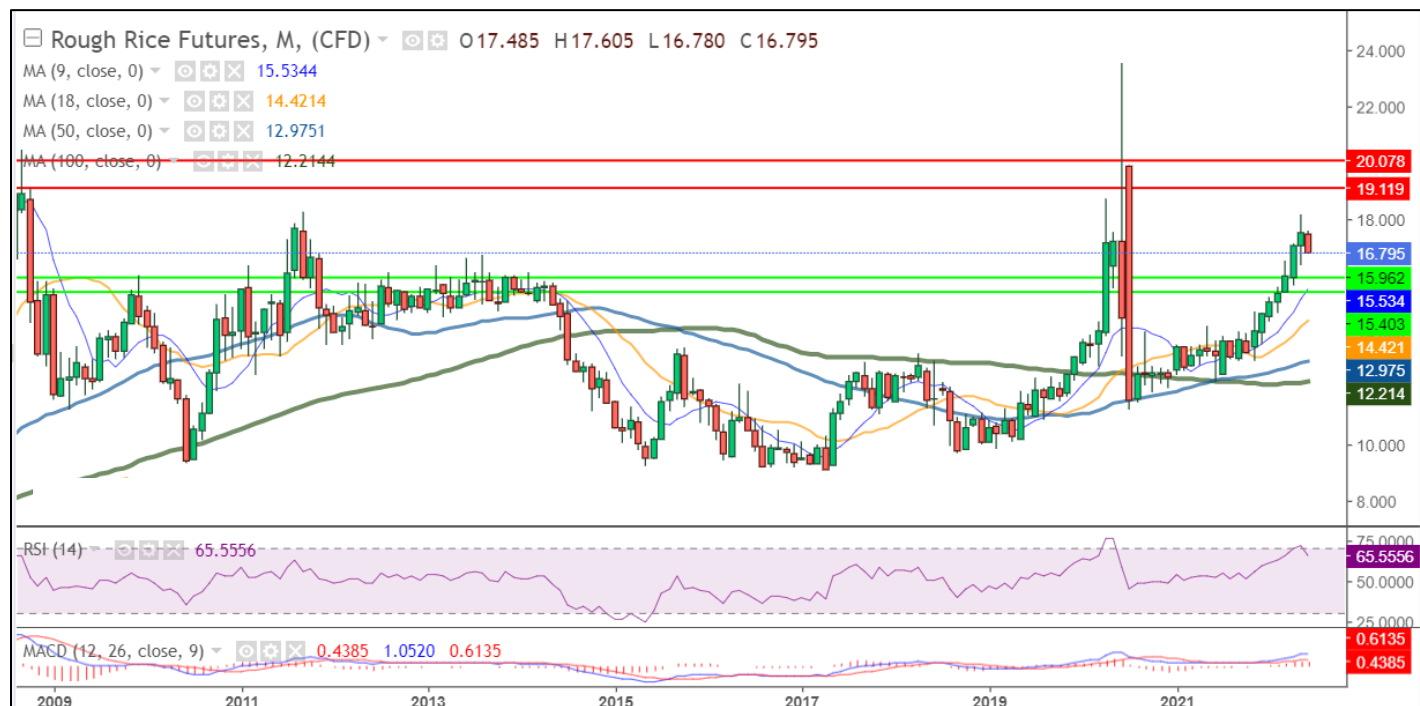 Rough Rice Futures, M, (CFD) O17.485 H17.605 L16.780 C16.795
MA (9, close, 0) 15.5344
MA (18, close, 0) 14.4214
MA (50, close, 0) 12.9751
MA (100, close, 0) 12.2144
24.000
22.000
20.078
19.119
18.000
16.795
15.962
15.534
15.403
14.421
12.975
12.214
10.000
8.000
RSI (14) 65.5556
75.0000
65.5556
50.0000
25.0000
MACD (12, 26, close, 9) 0.4385 1.0520 0.6135
0.6135
0.4385
2009 2011 2013 2015 2017 2019 2021